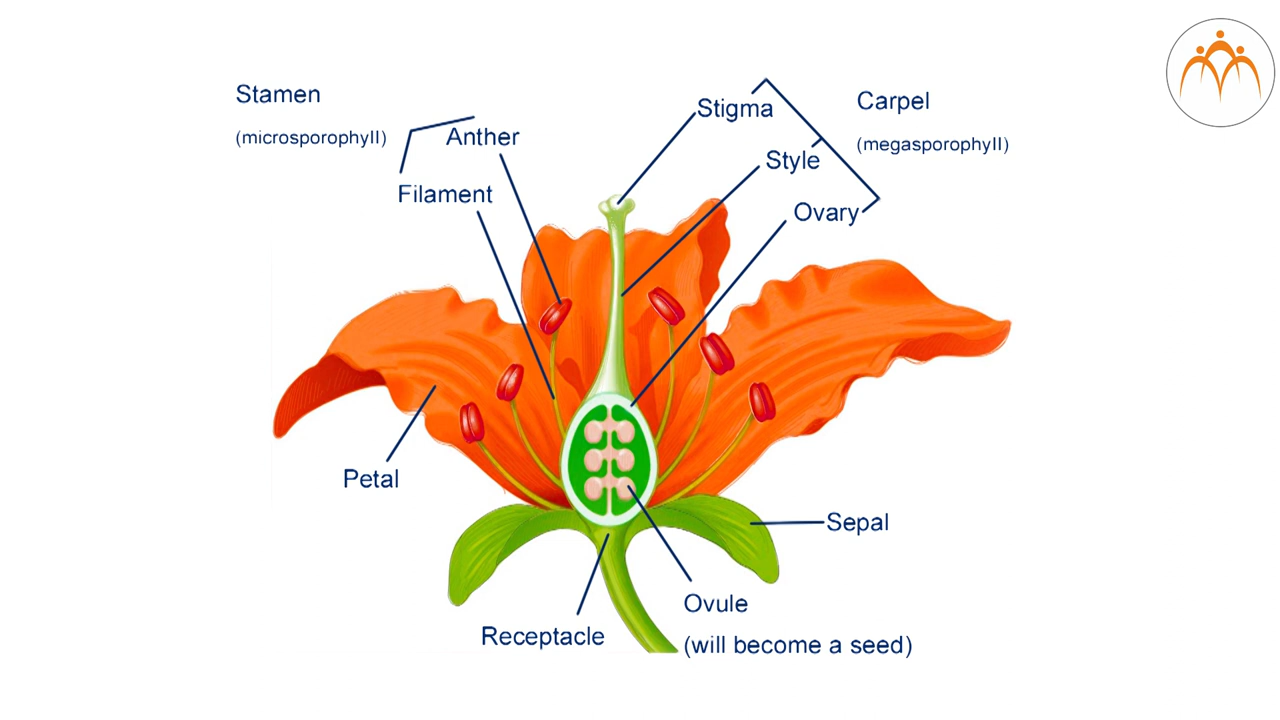 Stamen
(microsporophyll)
Anther
Filament
Stigma
Style
Ovary
Carpel
(megasporophyll)
Petal
Sepal
Ovule
(will become a seed)
Receptacle